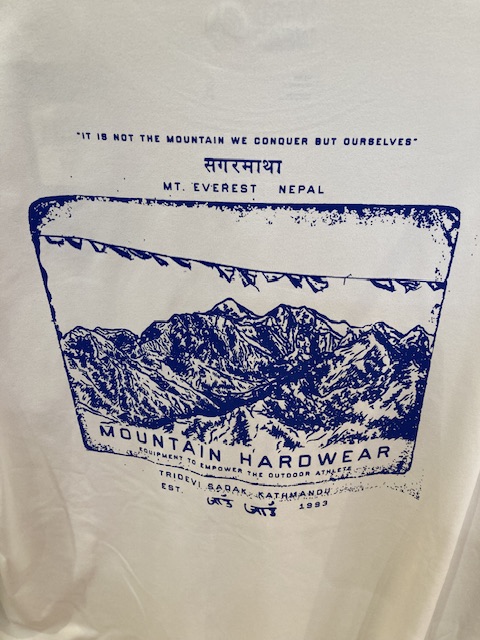 "IT IS NOT THE MOUNTAIN WE CONQUER BUT OURSELVES"
सगरमाथा
MT. EVEREST NEPAL
MOUNTAIN HARDWEAR
EQUIPMENT TO EMPOWER THE OUTDOOR ATHLETE
TRIDEVI SADAK, KATHMANDU
EST. जाउँ जाउँ 1993